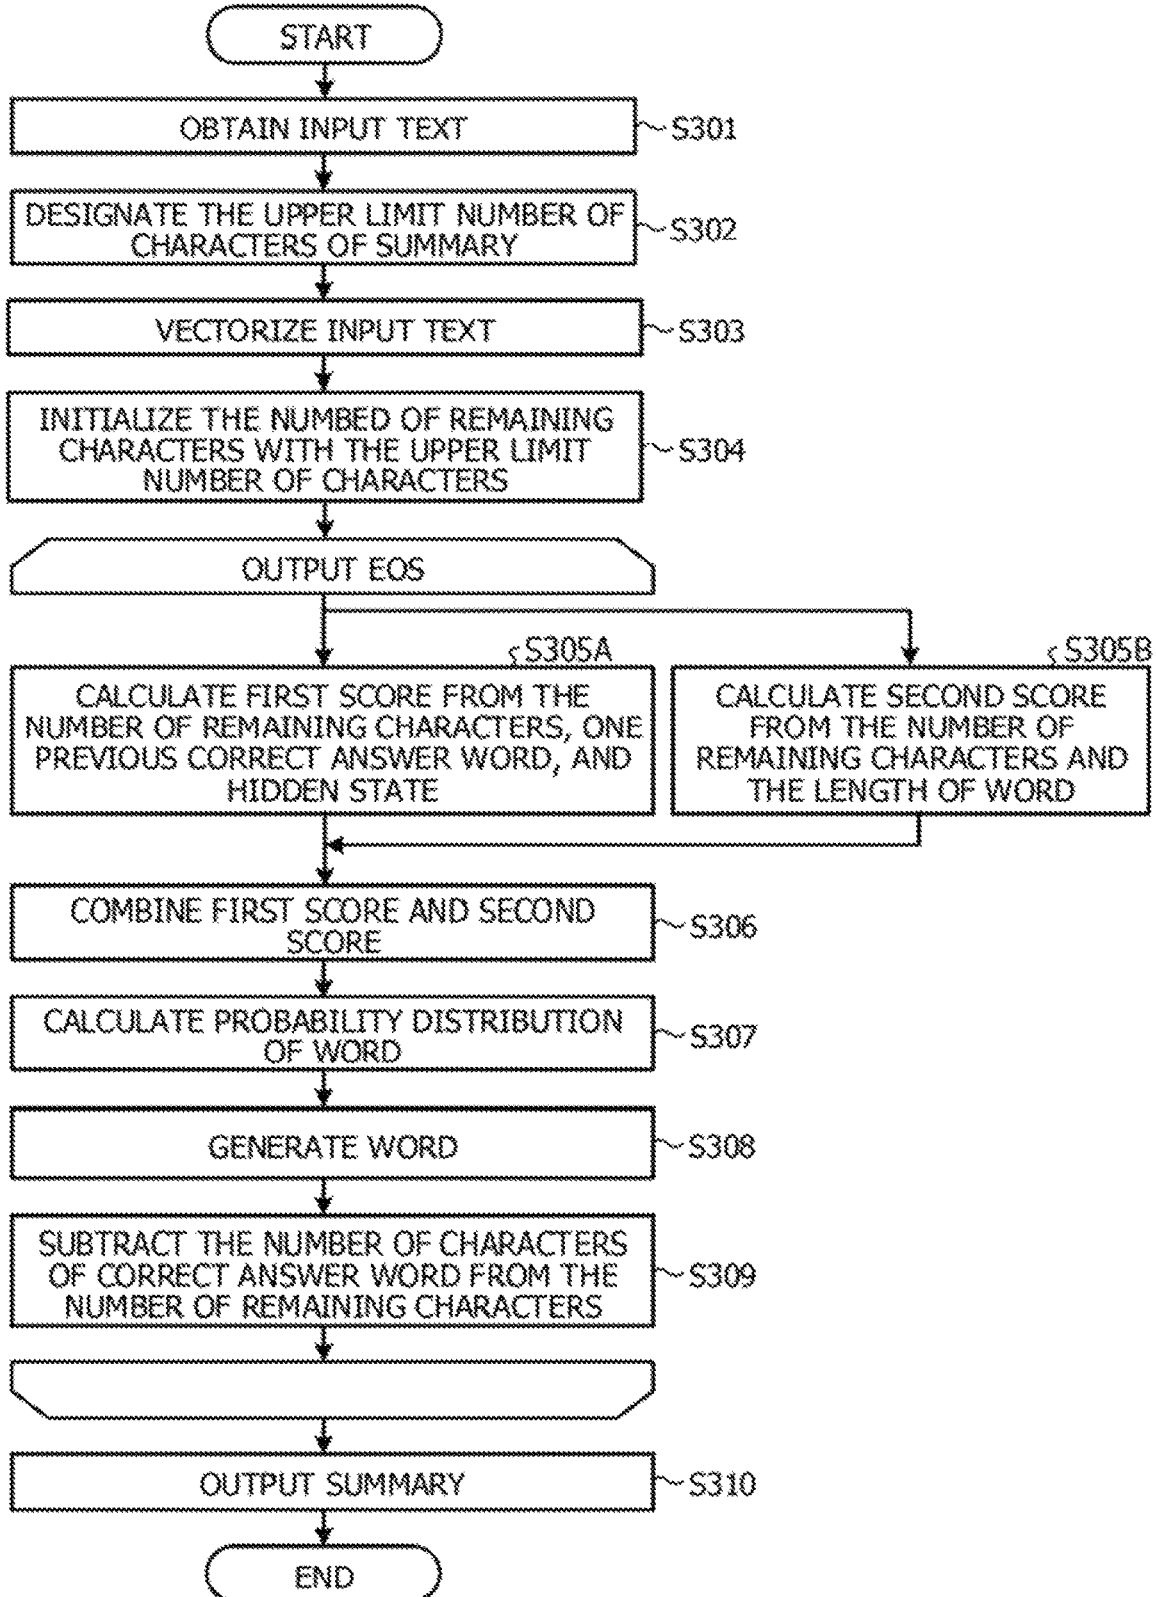 START
OBTAIN INPUT TEXT
S301
DESIGNATE THE UPPER LIMIT NUMBER OF
CHARACTERS OF SUMMARY
S302
VECTORIZE INPUT TEXT
S303
INITIALIZE THE NUMBED OF REMAINING
CHARACTERS WITH THE UPPER LIMIT
NUMBER OF CHARACTERS
S304
OUTPUT EOS
S305A
CALCULATE FIRST SCORE FROM THE
NUMBER OF REMAINING CHARACTERS, ONE
PREVIOUS CORRECT ANSWER WORD, AND
HIDDEN STATE
S305B
CALCULATE SECOND SCORE
FROM THE NUMBER OF
REMAINING CHARACTERS AND
THE LENGTH OF WORD
COMBINE FIRST SCORE AND SECOND
SCORE
S306
CALCULATE PROBABILITY DISTRIBUTION
OF WORD
S307
GENERATE WORD
S308
SUBTRACT THE NUMBER OF CHARACTERS
OF CORRECT ANSWER WORD FROM THE
NUMBER OF REMAINING CHARACTERS
S309
OUTPUT SUMMARY
S310
END